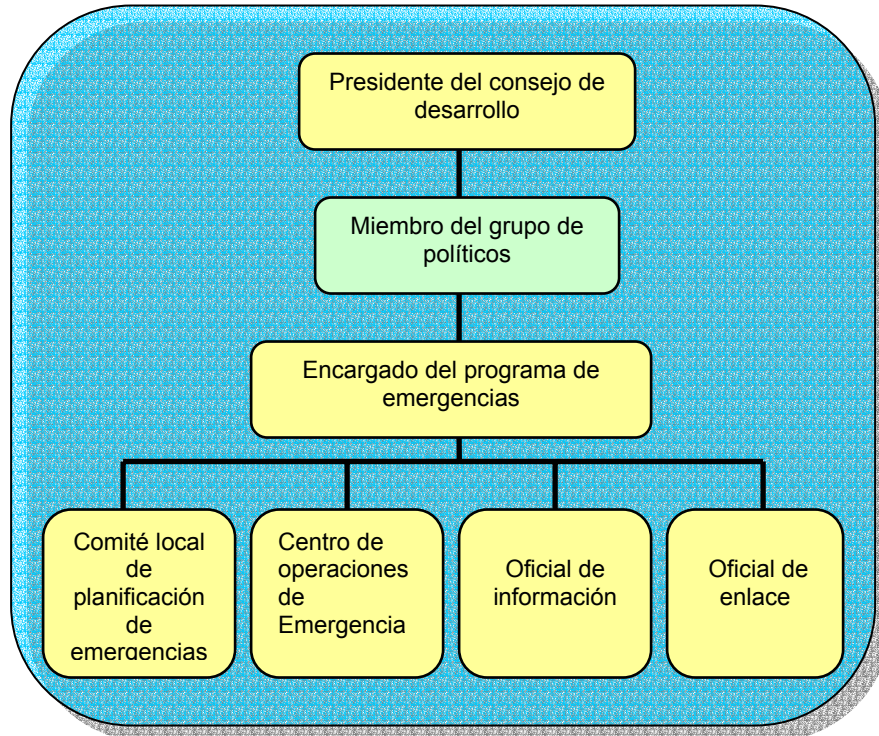 Presidente del consejo de
desarrollo
Miembro del grupo de
políticos
Encargado del programa de
emergencias
Comité local
de
planificación
de
emergencias
Centro de
operaciones
de
Emergencia
Oficial de
información
Oficial de
enlace